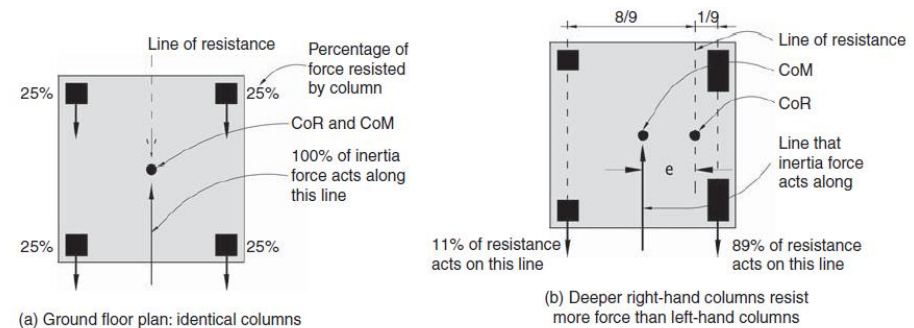 Line of resistance
Percentage of
force resisted
by column
25%
25%
CoR and CoM
100% of inertia
force acts along
this line
25%
25%
(a) Ground floor plan: identical columns
8/9
1/9
Line of resistance
CoM
CoR
Line that
inertia force
acts along
e
11% of resistance
acts on this line
89% of resistance
acts on this line
(b) Deeper right-hand columns resist
more force than left-hand columns